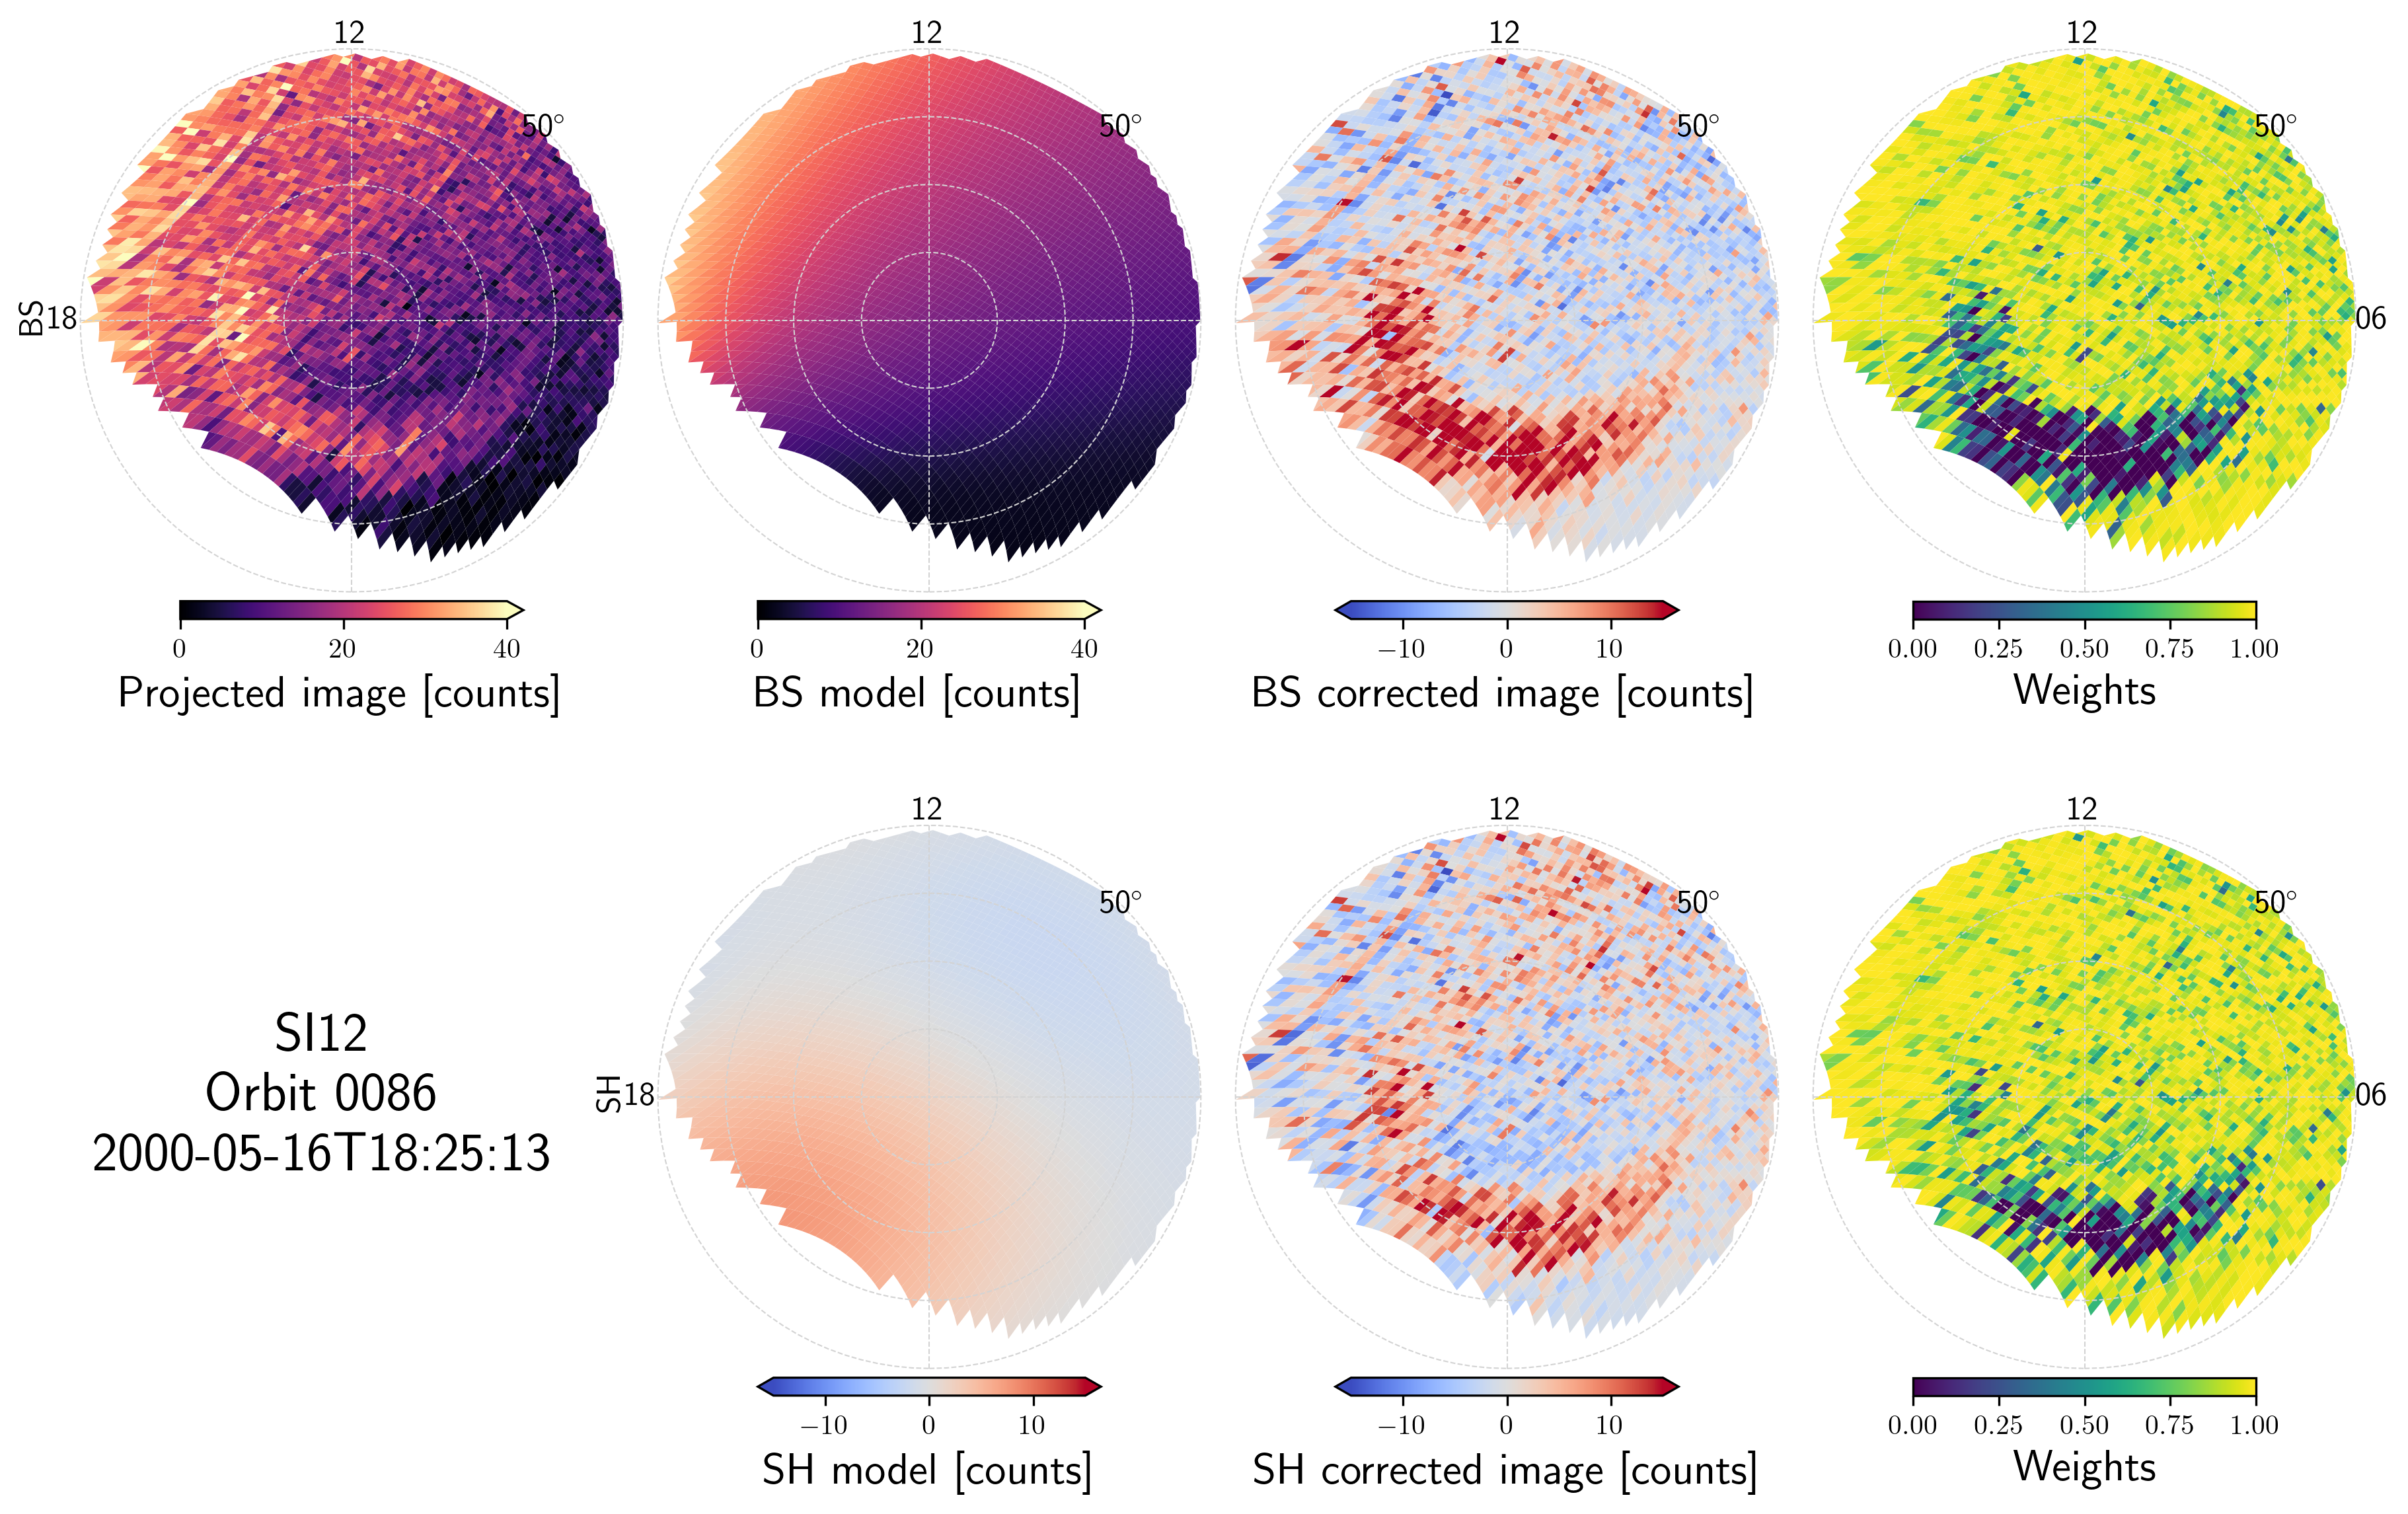 12 12 12 12
50° 50° 50° 50°
BS 18 06
0 20 40 0 20 40 −10 0 10 0.00 0.25 0.50 0.75 1.00
Projected image [counts] BS model [counts] BS corrected image [counts] Weights
12 12 12
50° 50° 50°
SI12
Orbit 0086
2000-05-16T18:25:13
SH 18 06
−10 0 10 −10 0 10 0.00 0.25 0.50 0.75 1.00
SH model [counts] SH corrected image [counts] Weights